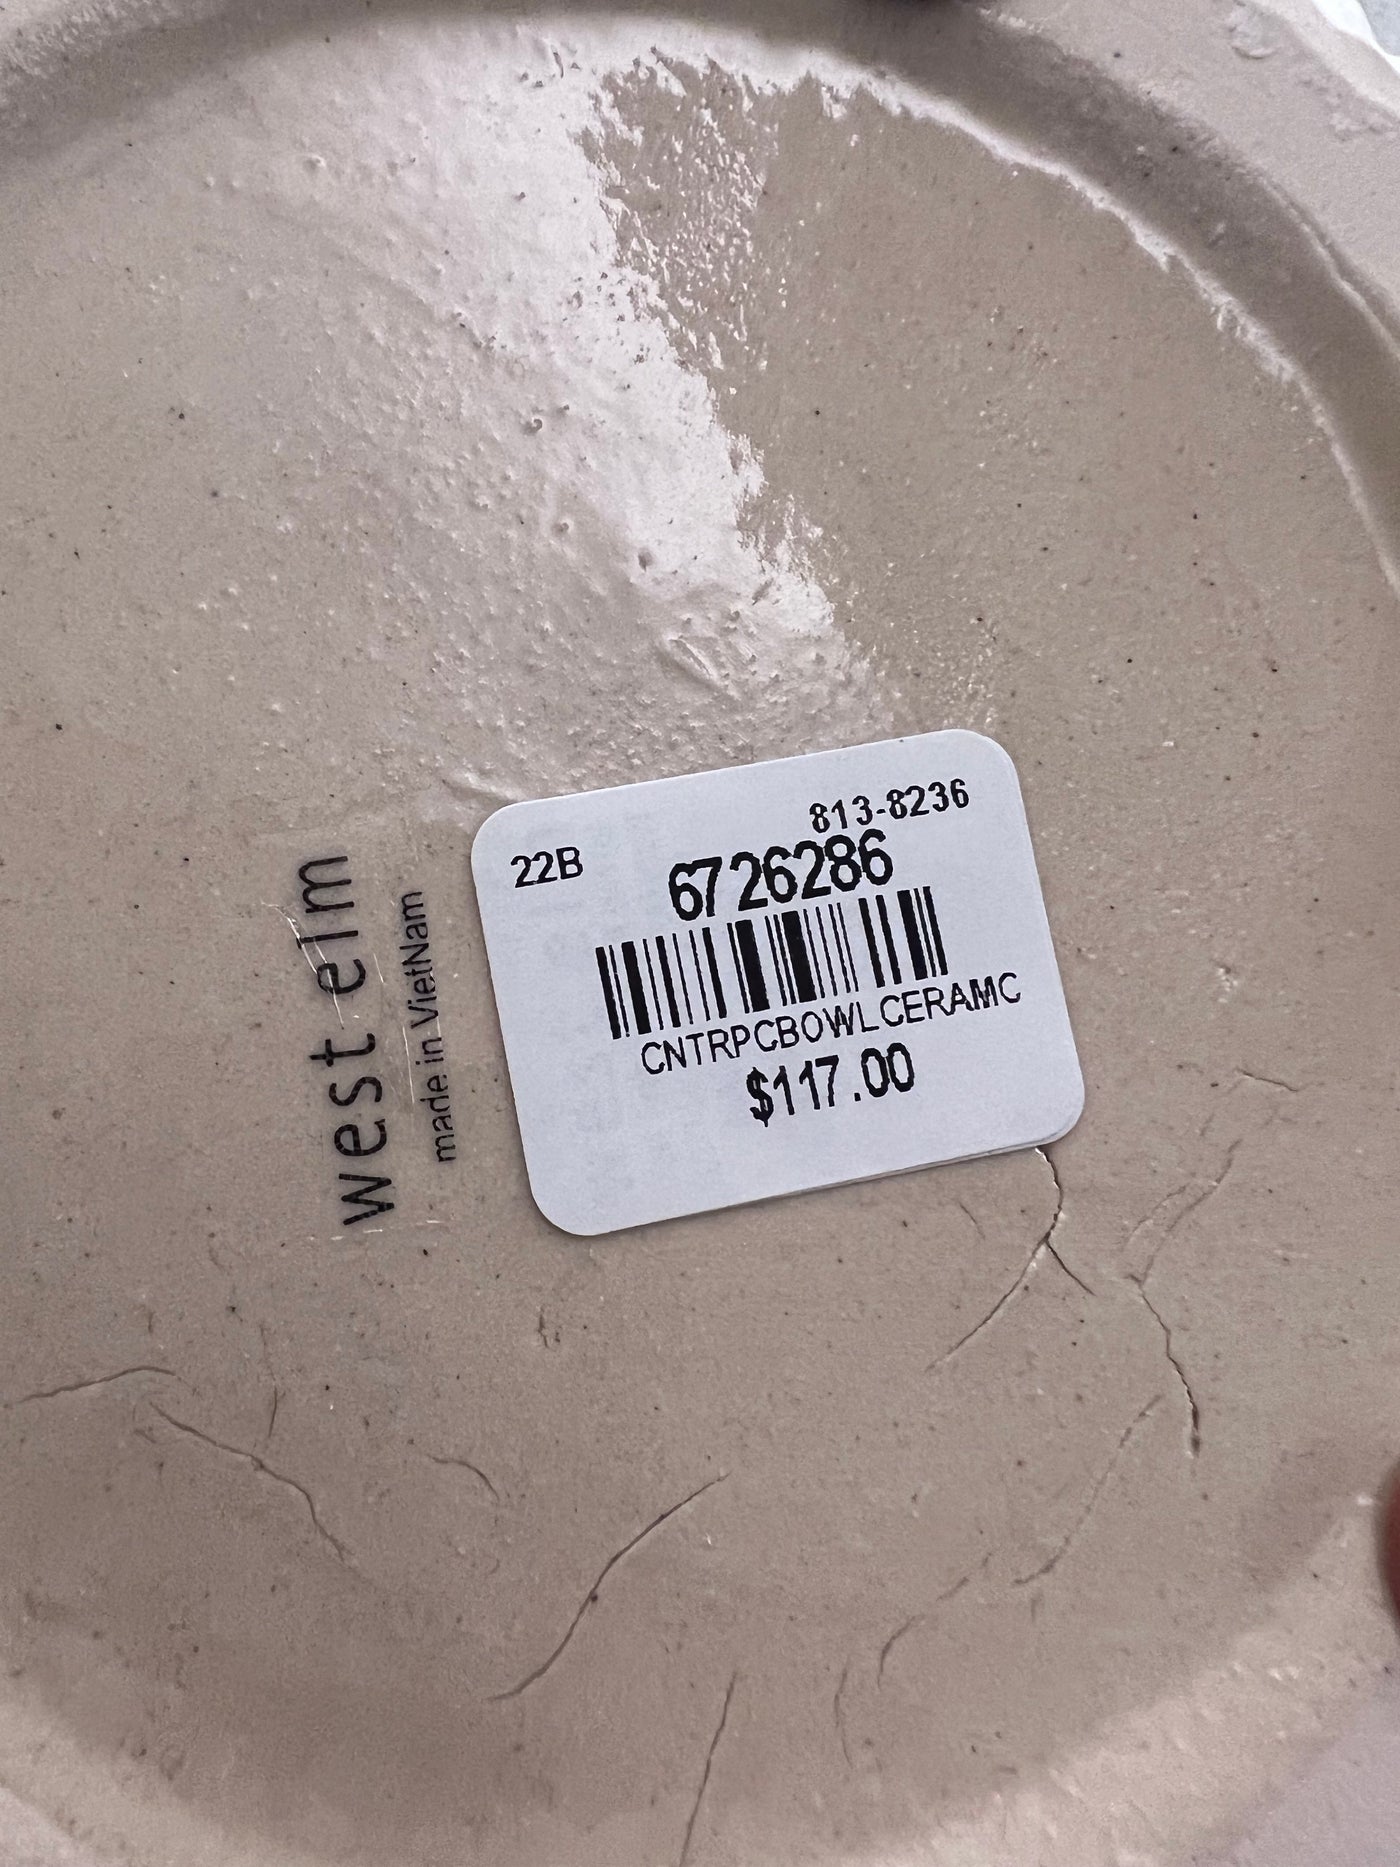 west elm
made in VietNam
813-8236
22B
6726286
CNTRPCBOWLCERAMC
$117.00